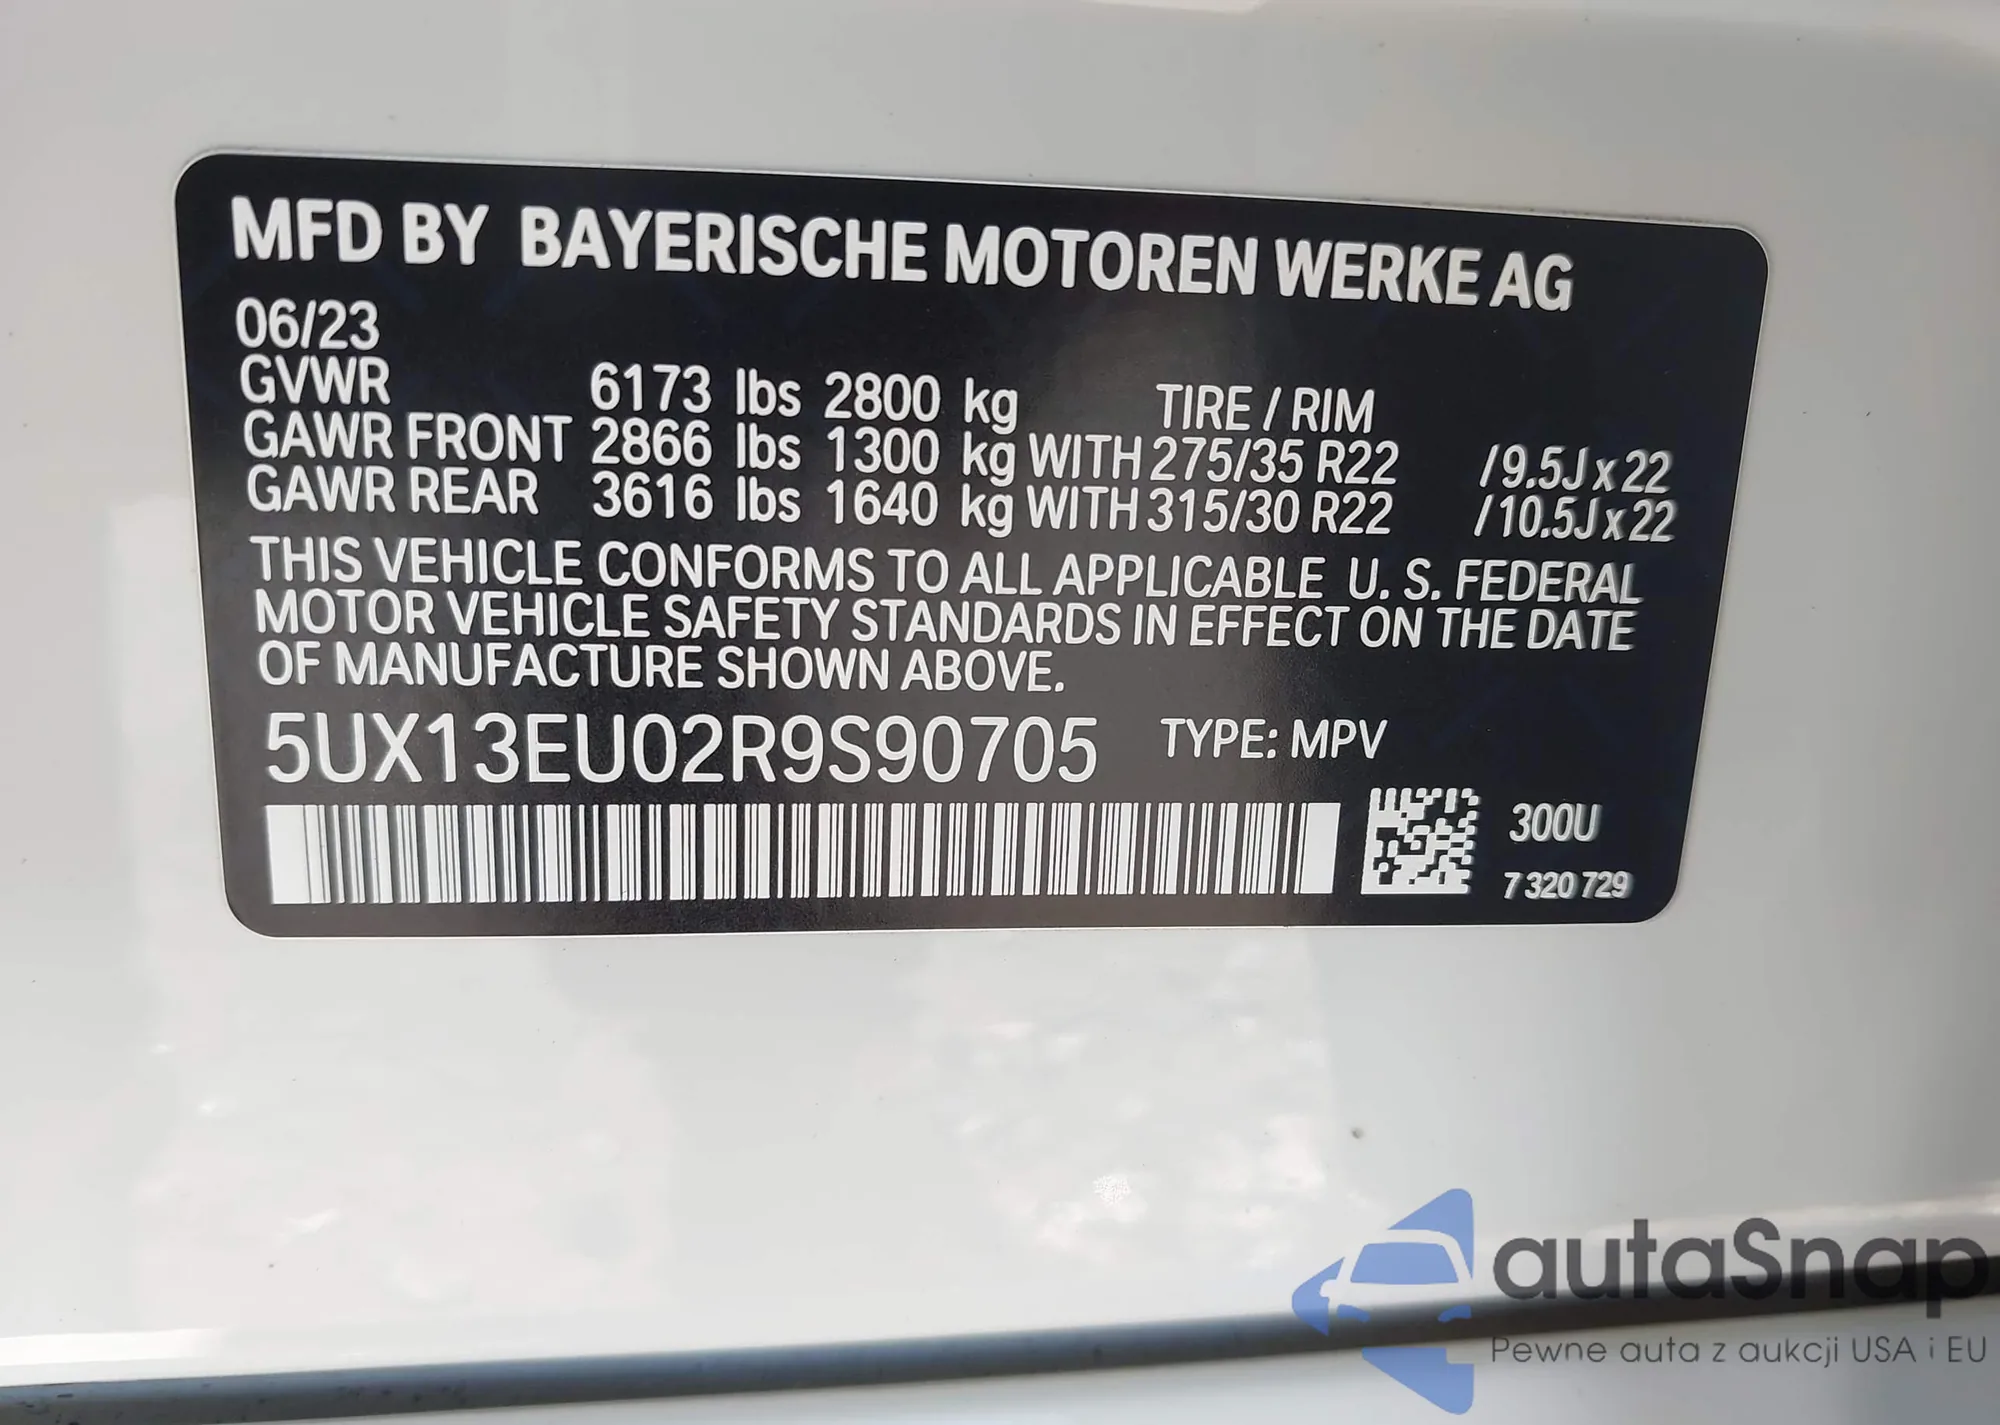 MFD BY BAYERISCHE MOTOREN WERKE AG
06/23
GVWR 6173 lbs 2800 kg TIRE / RIM
GAWR FRONT 2866 lbs 1300 kg WITH 275/35 R22 /9.5J x 22
GAWR REAR 3616 lbs 1640 kg WITH 315/30 R22 /10.5J x 22
THIS VEHICLE CONFORMS TO ALL APPLICABLE U. S. FEDERAL
MOTOR VEHICLE SAFETY STANDARDS IN EFFECT ON THE DATE
OF MANUFACTURE SHOWN ABOVE.
5UX13EU02R9S90705 TYPE: MPV
300U
7 320 729
autaSnap
Pewne auta z aukcji USA i EU